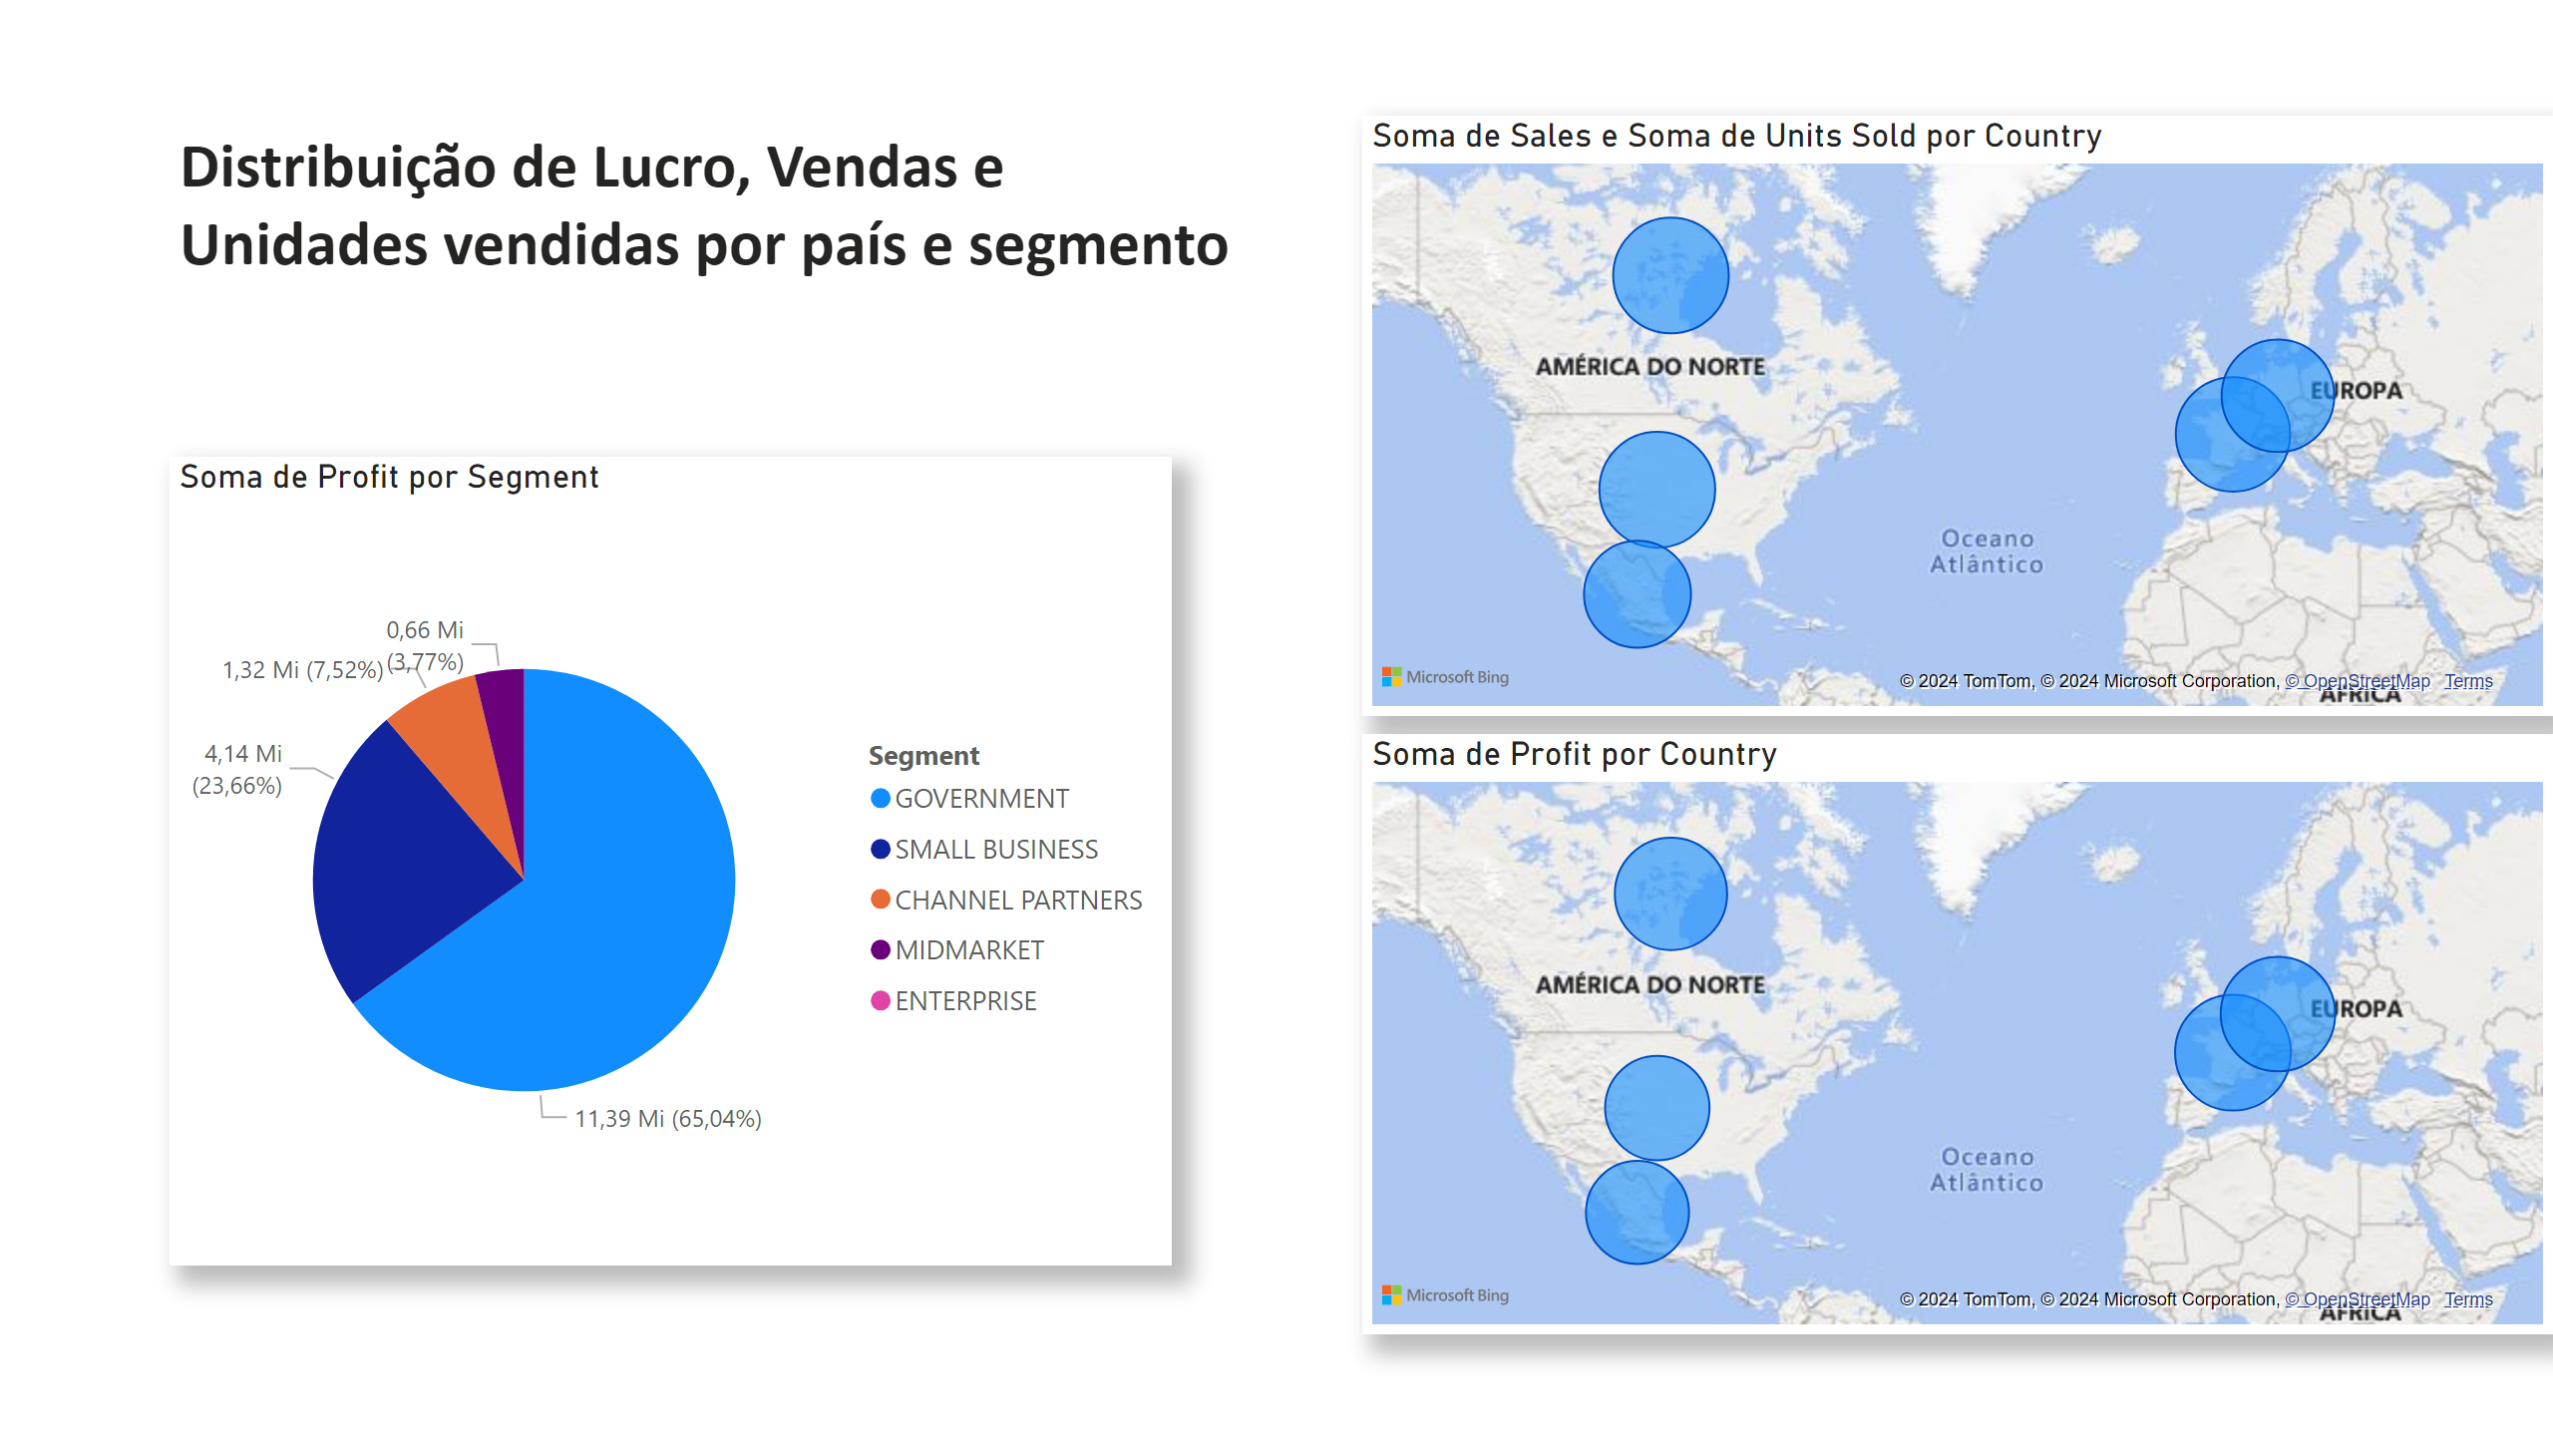 Distribuição de Lucro, Vendas e
Unidades vendidas por país e segmento
Soma de Profit por Segment
0,66 Mi
(3,77%)
1,32 Mi (7,52%)
4,14 Mi
(23,66%)
11,39 Mi (65,04%)
Segment
GOVERNMENT
SMALL BUSINESS
CHANNEL PARTNERS
MIDMARKET
ENTERPRISE
Soma de Sales e Soma de Units Sold por Country
AMÉRICA DO NORTE
EUROPA
Oceano
Atlântico
Microsoft Bing
© 2024 TomTom, © 2024 Microsoft Corporation, © OpenStreetMap Terms
ÁFRICA
Soma de Profit por Country
AMÉRICA DO NORTE
EUROPA
Oceano
Atlântico
Microsoft Bing
© 2024 TomTom, © 2024 Microsoft Corporation, © OpenStreetMap Terms
ÁFRICA